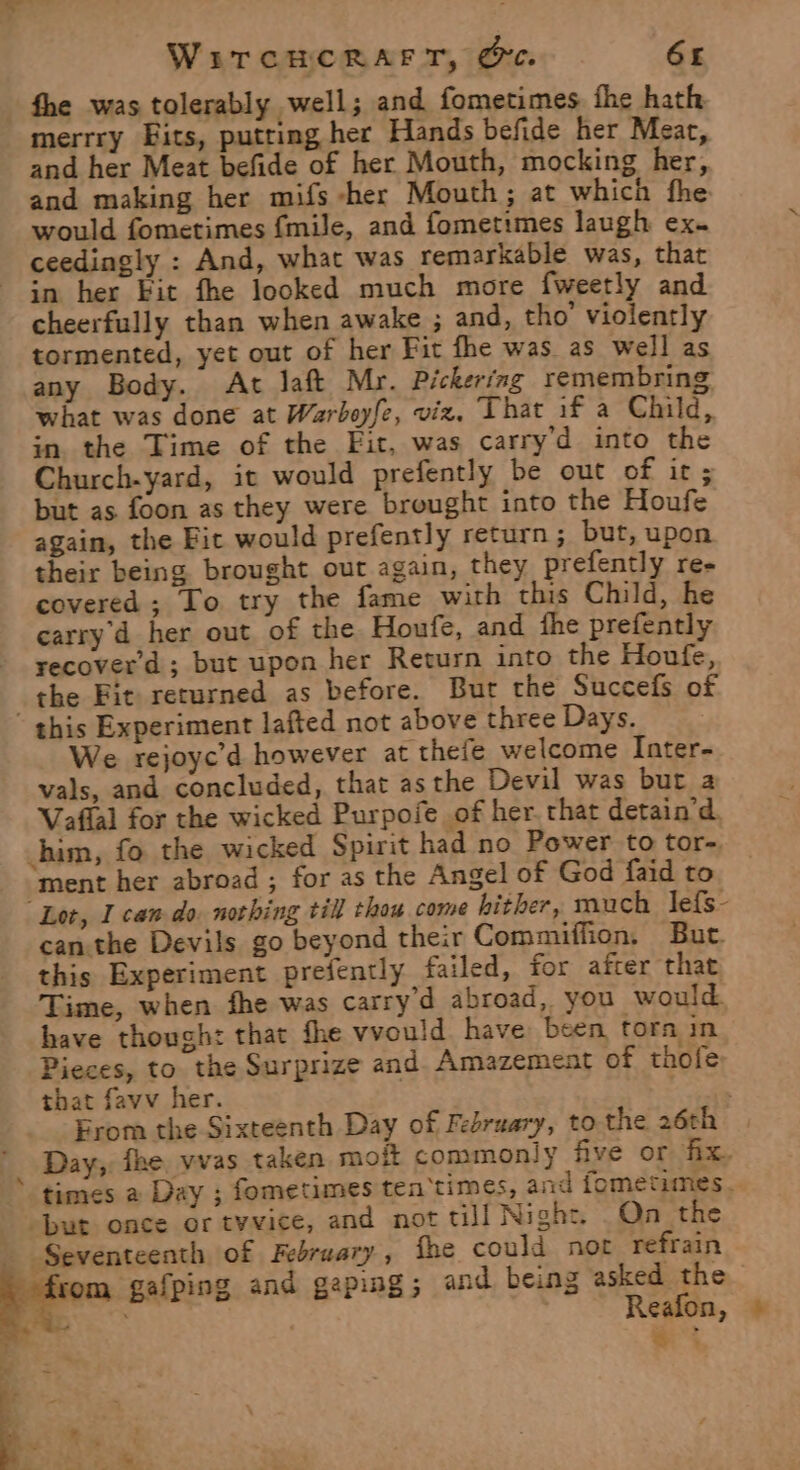 WITCHCRAFT, &c. 61
ſhe was tolerably well; and ſometimes ſhe hath
merrry Fits, putting her Hands beſide her Meat,
and her Meat beſide of her Mouth, mocking her,
and making her miſs her Mouth; at which ſhe
would ſometimes ſmile, and ſometimes laugh ex-
ceedingly: And, what was remarkable was, that
in her Fit ſhe looked much more ſweetly and
cheerfully than when awake; and, tho' violently
tormented, yet out of her Fit ſhe was as well as
any Body. At laſt Mr. Pickering remembring
what was done at Warboyſe, viz. That if a Child,
in the Time of the Fit, was carry'd into the
Church-yard, it would preſently be out of it;
but as ſoon as they were brought into the Houſe
again, the Fit would preſently return; but, upon
their being brought out again, they preſently re-
covered; To try the ſame with this Child, he
carry'd her out of the Houſe, and ſhe preſently
recover'd; but upon her Return into the Houſe,
the Fit returned as before. But the Succeſs of
this Experiment laſted not above three Days.
We rejoyc'd however at theſe welcome Inter-
vals, and concluded, that as the Devil was but a
Vaſſal for the wicked Purpoſe of her that detain'd
him, ſo the wicked Spirit had no Power to tor-
ment her abroad; for as the Angel of God ſaid to
Lot, I can do nothing till thou come hither, much leſs
can the Devils go beyond their Commiſſion. But
this Experiment preſently failed, for after that
Time, when ſhe was carry'd abroad, you would
have thought that ſhe vvould have been torn in
Pieces, to the Surprize and Amazement of thoſe
that ſavv her.
From the Sixteenth Day of February, to the 26th
Day, ſhe vvas taken moſt commonly five or ſix
times a Day; ſometimes ten times, and ſometimes
but once or tvvice, and not till Night. On the
Seventeenth of February, ſhe could not refrain
from gaſping and gaping; and being asked the
Reaſon,